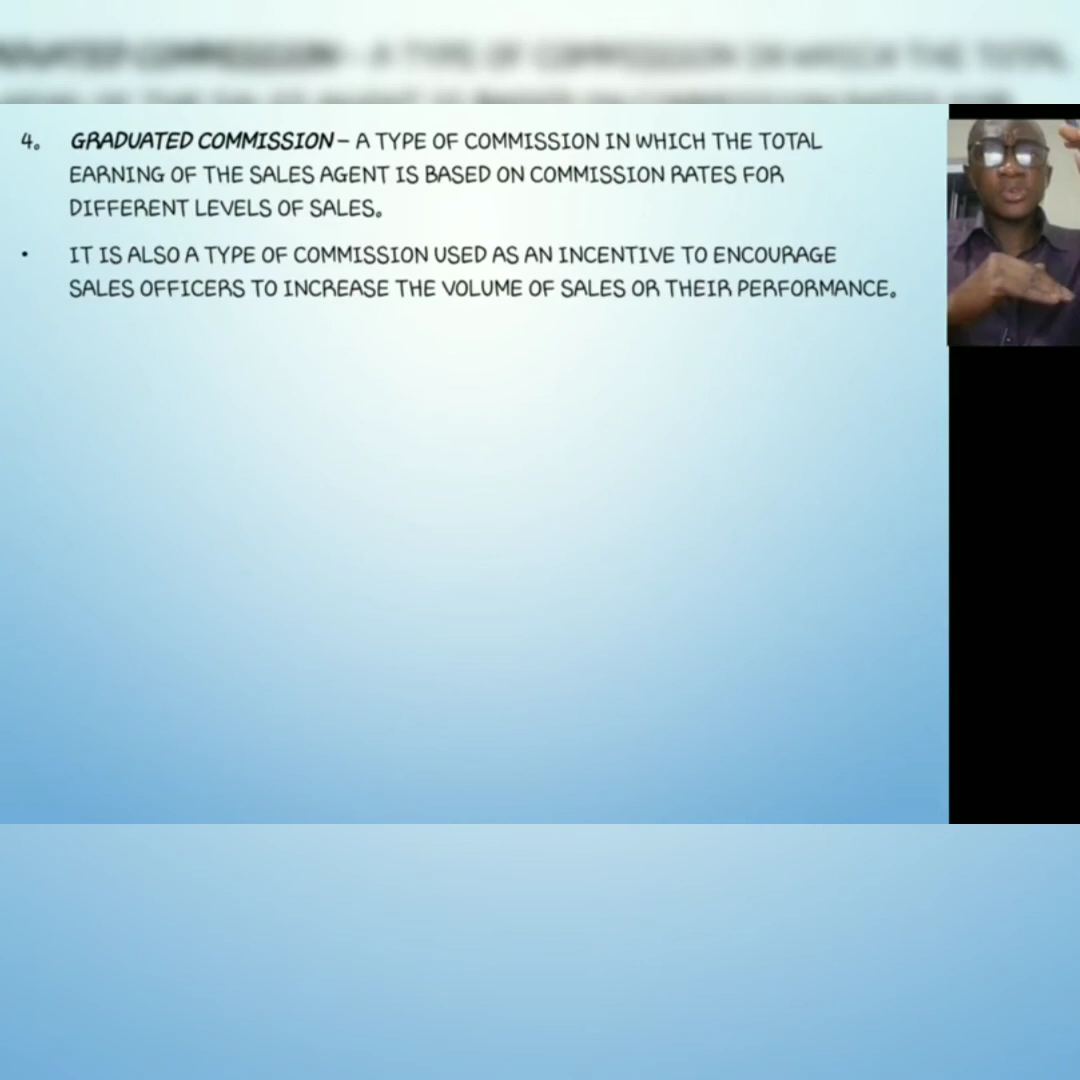 4. GRADUATED COMMISSION – A TYPE OF COMMISSION IN WHICH THE TOTAL
EARNING OF THE SALES AGENT IS BASED ON COMMISSION RATES FOR
DIFFERENT LEVELS OF SALES.
• IT IS ALSO A TYPE OF COMMISSION USED AS AN INCENTIVE TO ENCOURAGE
SALES OFFICERS TO INCREASE THE VOLUME OF SALES OR THEIR PERFORMANCE.